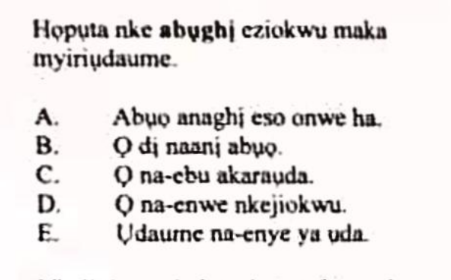 Họpụta nke abụghị eziokwu maka
myiriụdaume.
A. Abụọ anaghị eso onwe ha.
B. Ọ dị naanị abụọ.
C. Ọ na-ebu akaraụda.
D. Ọ na-enwe nkejiokwu.
E. Ụdaume na-enye ya ụda.